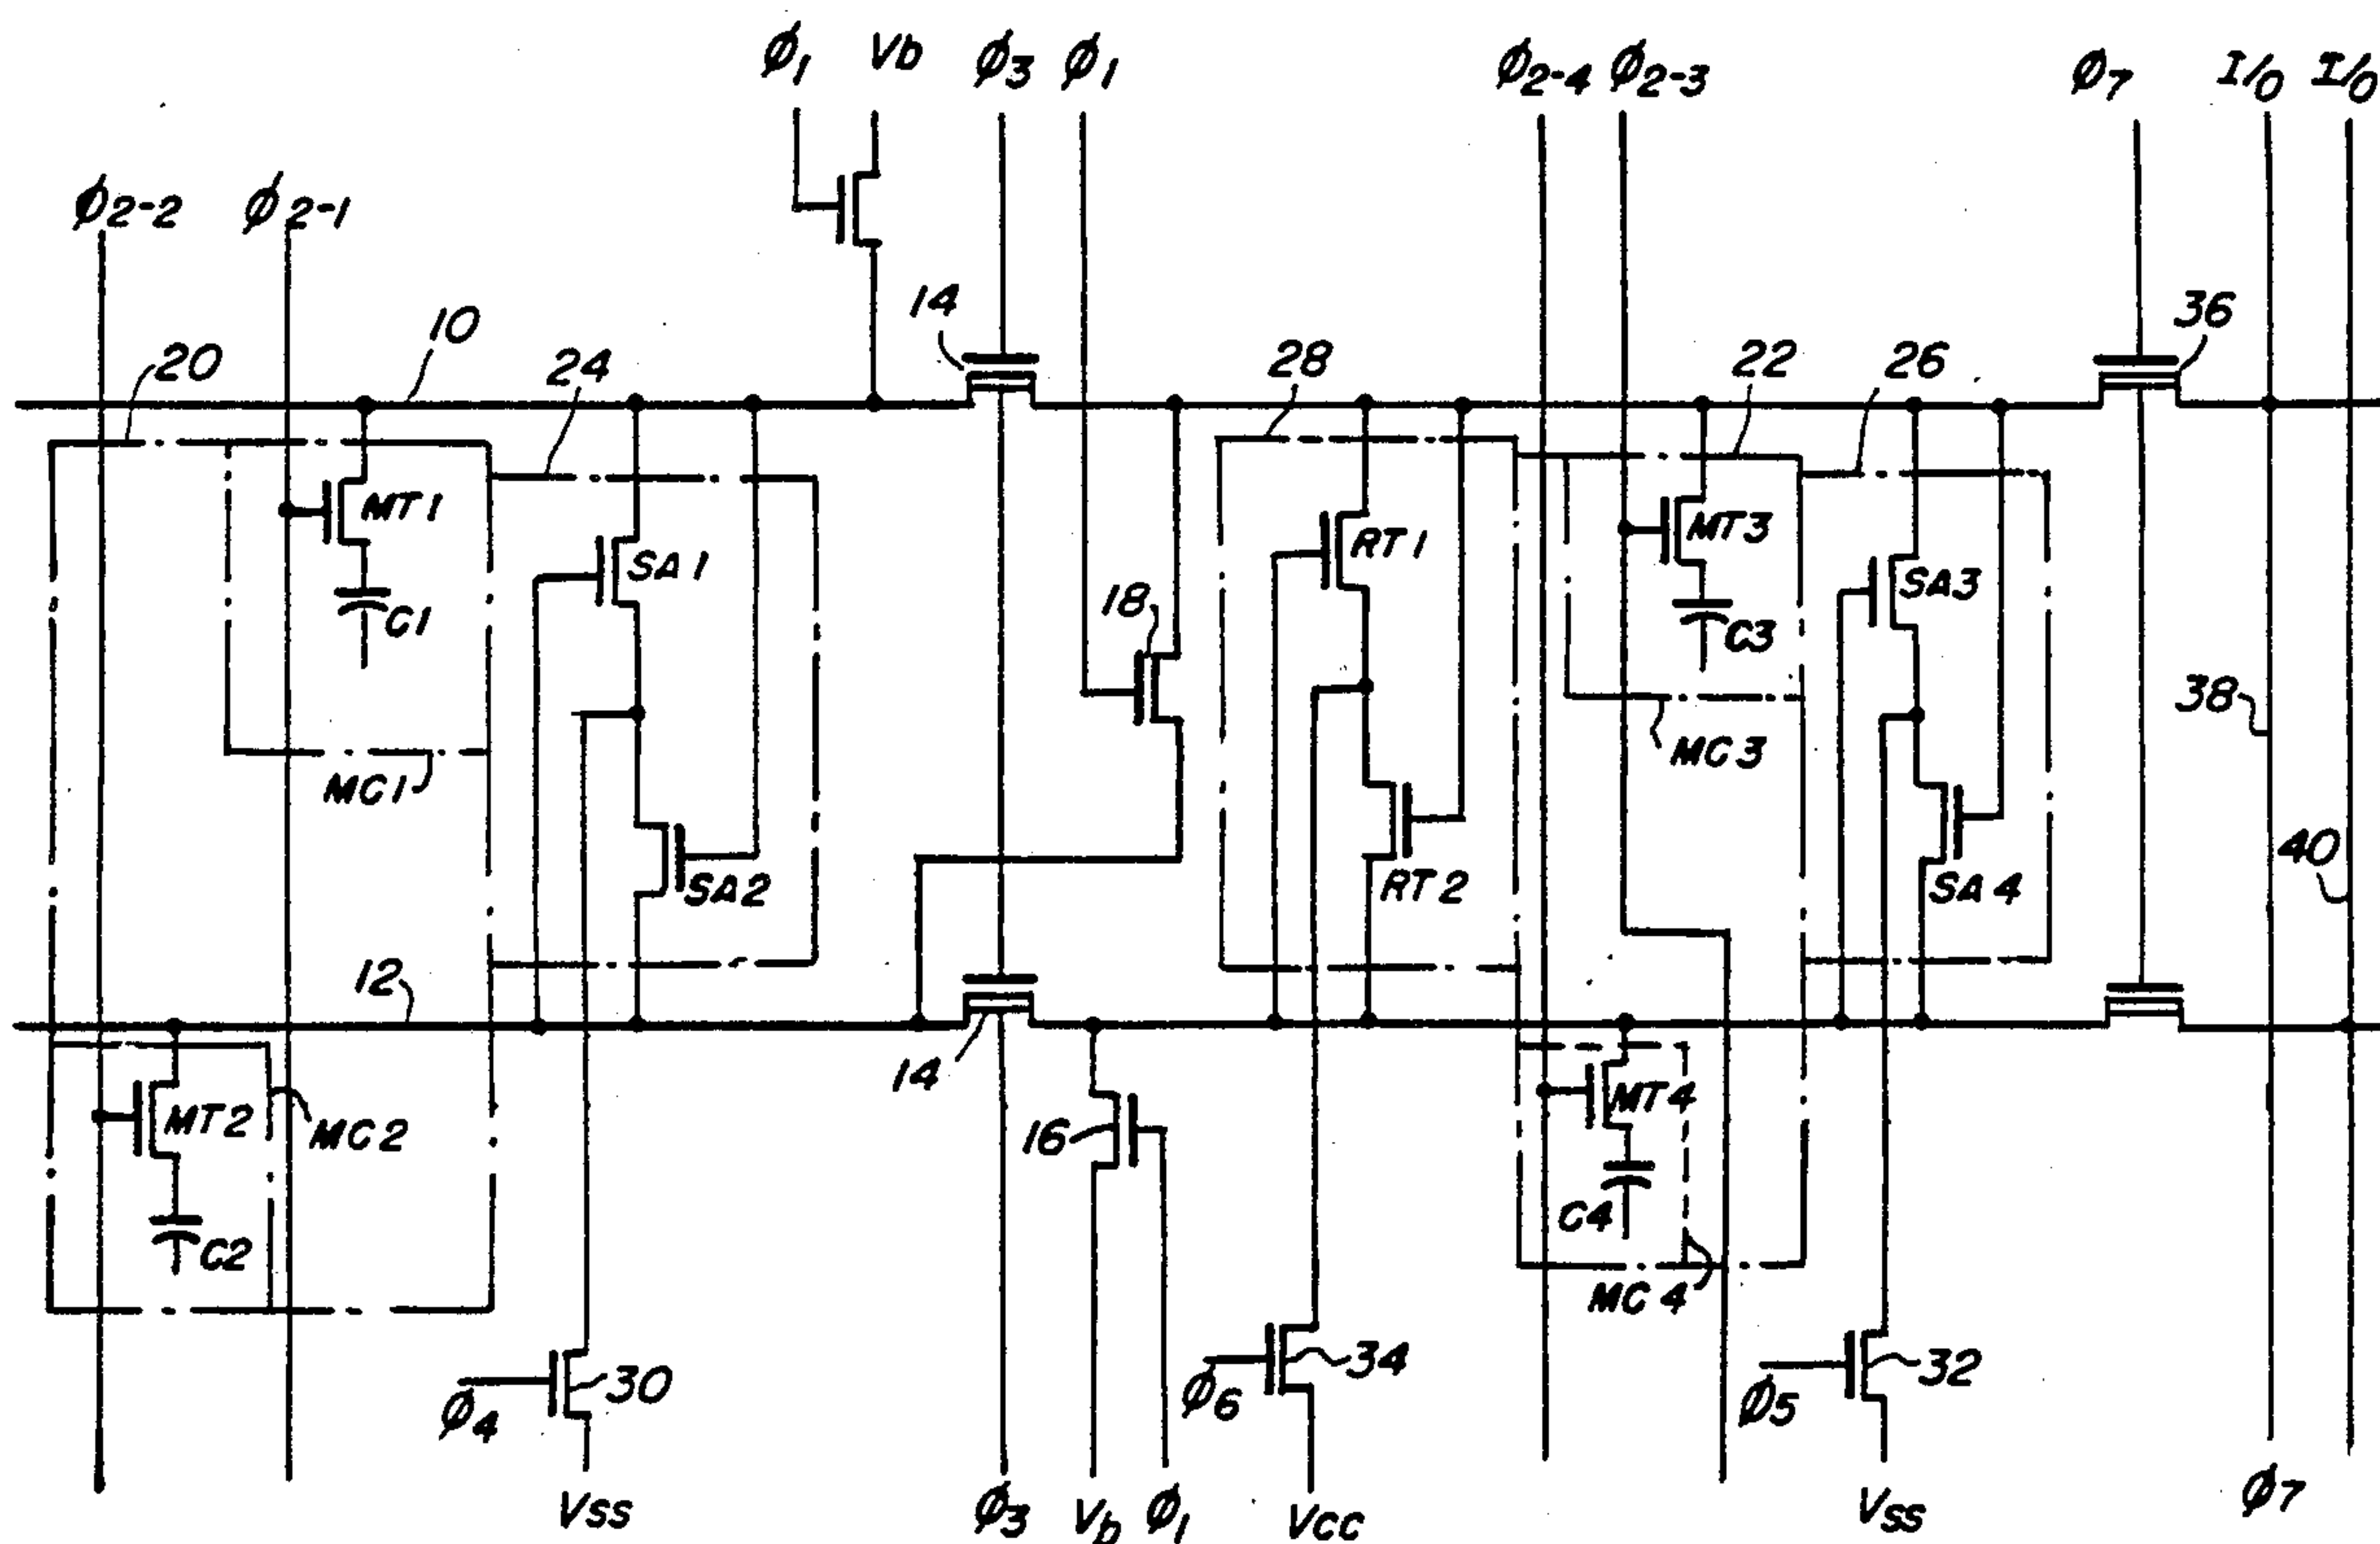 ϕ1 Vb ϕ3 ϕ1 ϕ2-4 ϕ2-3 ϕ7 I/O I/O
ϕ2-2 ϕ2-1
14 36
20 10 24 28 22 26
MT1 MT3
SA1 RT1 SA3
C1 18 C3
38
MC1 MC3
40
SA2 RT2 SA4
12
14
MT2 MC2 16 MT4
C2 C4
MC4
ϕ4 30 ϕ6 34 ϕ5 32
Vss ϕ3 Vb ϕ1 Vcc Vss ϕ7